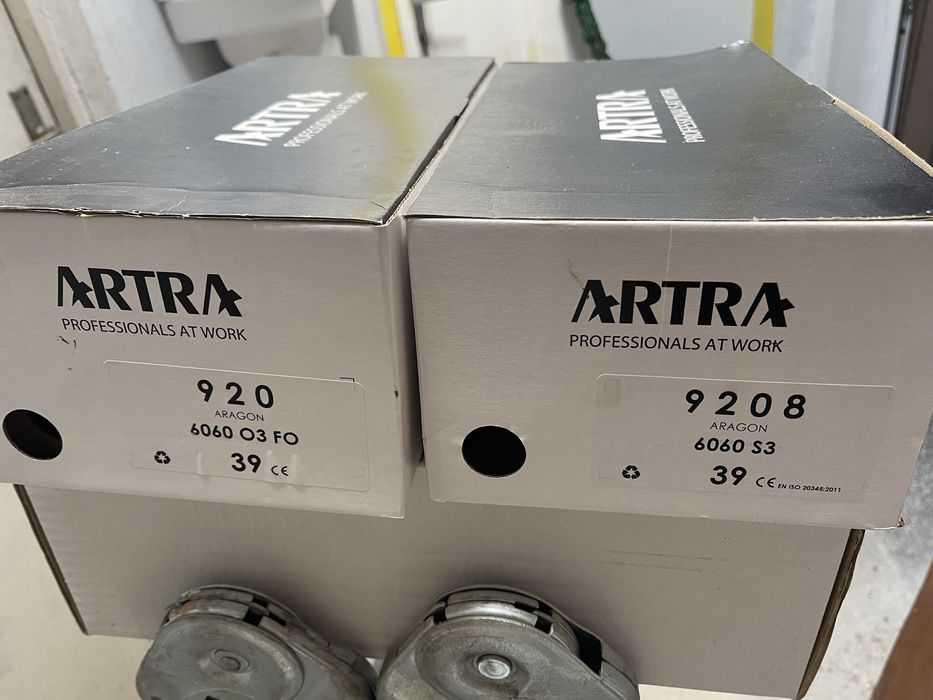 ARTRA
PROFESSIONALS AT WORK
ARTRA
PROFESSIONALS AT WORK
ARTRA
PROFESSIONALS AT WORK
920
ARAGON
6060 O3 FO
39 CE
ARTRA
PROFESSIONALS AT WORK
9208
ARAGON
6060 S3
39 CE EN ISO 20345:2011